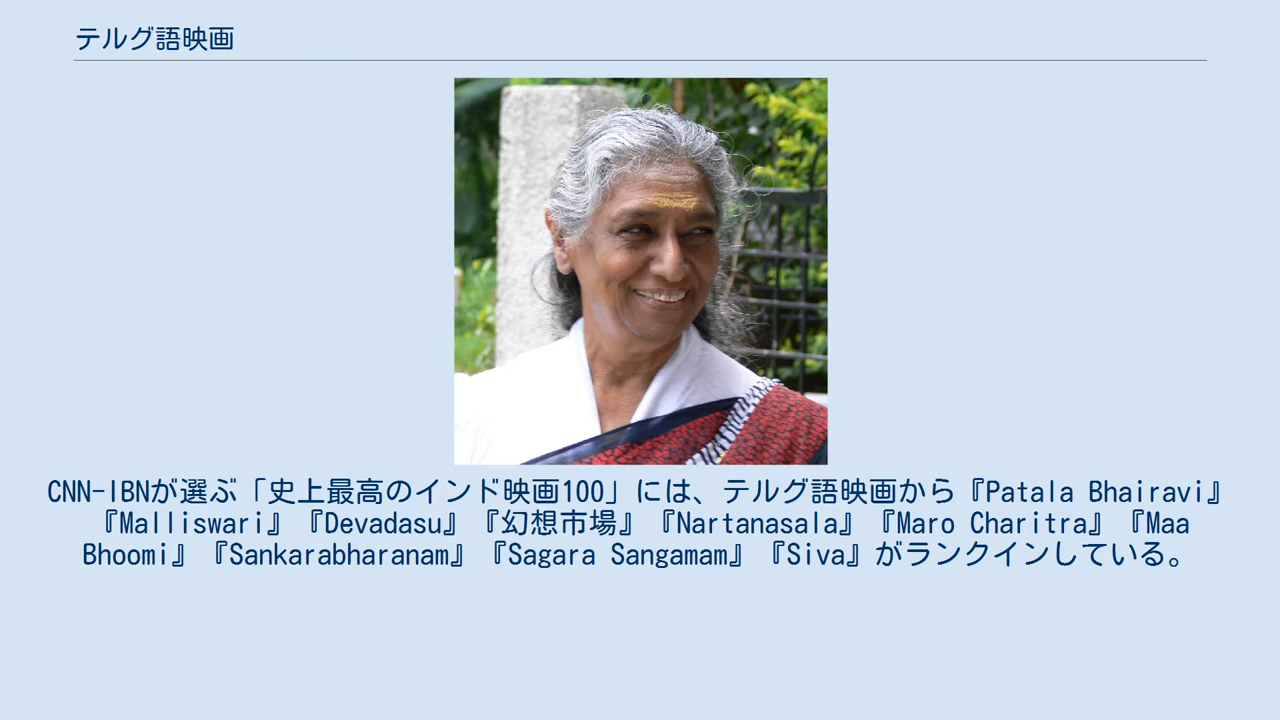 テルグ語映画
CNN-IBNが選ぶ「史上最高のインド映画100」には、テルグ語映画から『Patala Bhairavi』
『Malliswari』『Devadasu』『幻想市場』『Nartanasala』『Maro Charitra』『Maa
Bhoomi』『Sankarabharanam』『Sagara Sangamam』『Siva』がランクインしている。